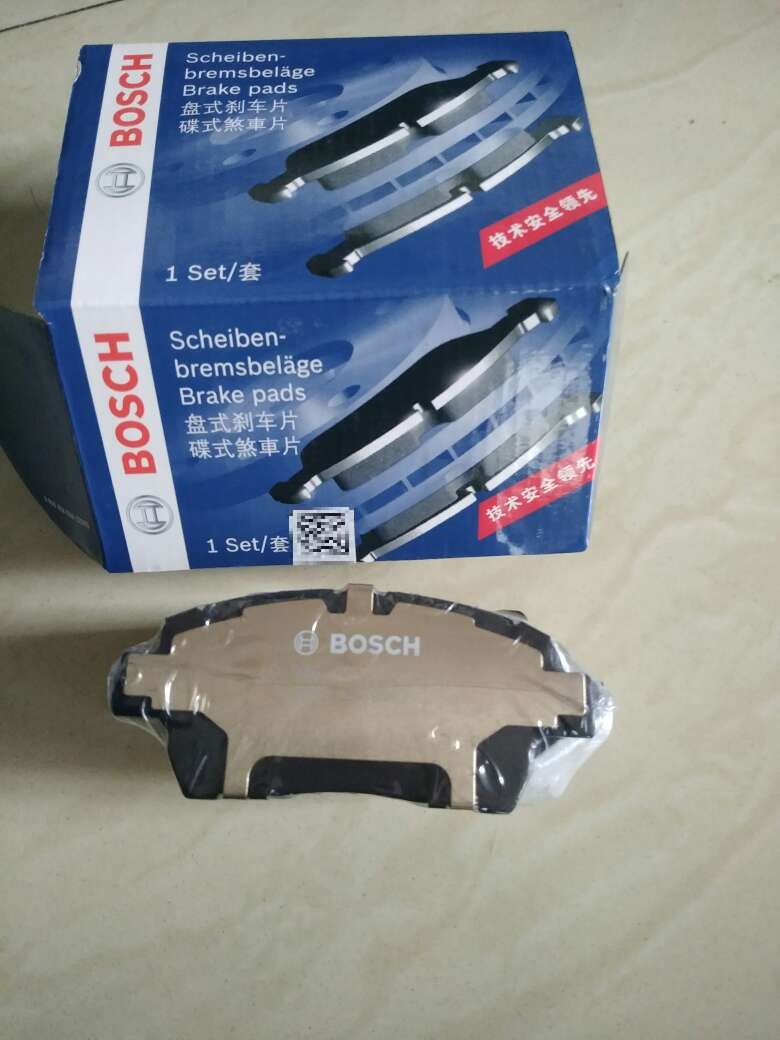 BOSCH
Scheiben-
bremsbeläge
Brake pads
盘式刹车片
碟式煞車片
技术安全领先
1 Set/套
BOSCH
Scheiben-
bremsbeläge
Brake pads
盘式刹车片
碟式煞車片
技术安全领先
1 Set/套
BOSCH